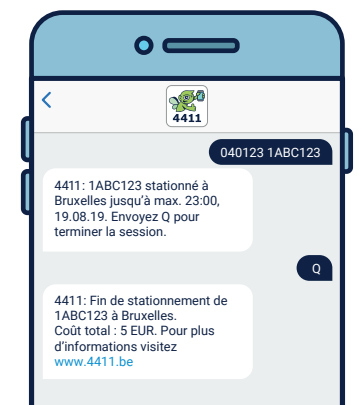 4411
040123 1ABC123
4411: 1ABC123 stationné à
Bruxelles jusqu'à max. 23:00,
19.08.19. Envoyez Q pour
terminer la session.
Q
4411: Fin de stationnement de
1ABC123 à Bruxelles.
Coût total : 5 EUR. Pour plus
d'informations visitez
www.4411.be